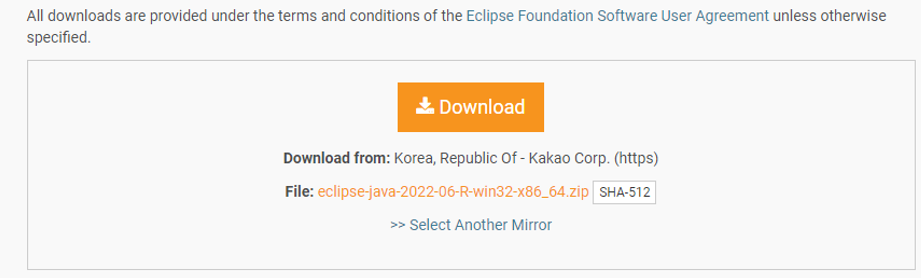 All downloads are provided under the terms and conditions of the Eclipse Foundation Software User Agreement unless otherwise
specified.
Download
Download from: Korea, Republic Of - Kakao Corp. (https)
File: eclipse-java-2022-06-R-win32-x86_64.zip SHA-512
>> Select Another Mirror